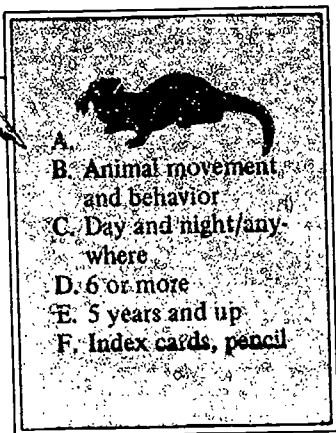 A.
B. Animal movement
and behavior
C. Day and night/any-
where
D. 6 or more
E. 5 years and up
F. Index cards, pencil